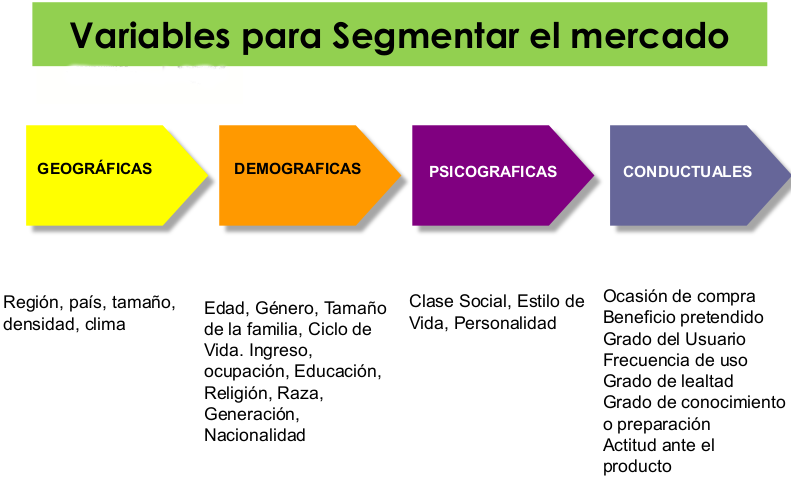 Variables para Segmentar el mercado
GEOGRÁFICAS
DEMOGRAFICAS
PSICOGRAFICAS
CONDUCTUALES
Región, país, tamaño,
densidad, clima
Edad, Género, Tamaño
de la familia, Ciclo de
Vida. Ingreso,
ocupación, Educación,
Religión, Raza,
Generación,
Nacionalidad
Clase Social, Estilo de
Vida, Personalidad
Ocasión de compra
Beneficio pretendido
Grado del Usuario
Frecuencia de uso
Grado de lealtad
Grado de conocimiento
o preparación
Actitud ante el
producto